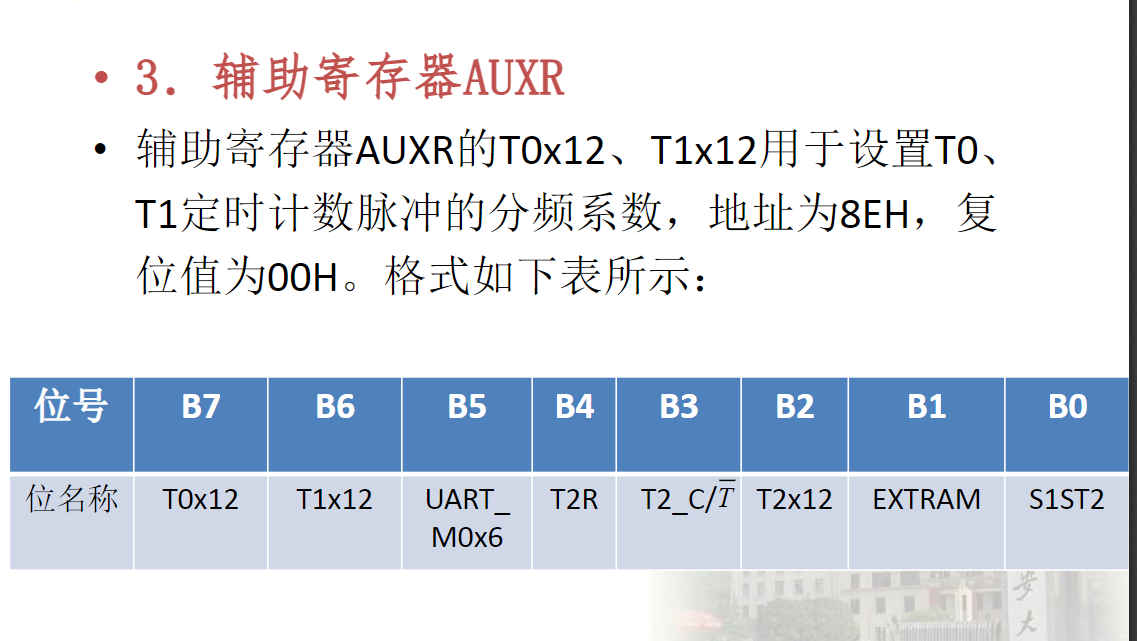 • 3．辅助寄存器AUXR
• 辅助寄存器AUXR的T0x12、T1x12用于设置T0、
T1定时计数脉冲的分频系数，地址为8EH，复
位值为00H。格式如下表所示：
位号 B7 B6 B5 B4 B3 B2 B1 B0
位名称 T0x12 T1x12 UART_ T2R T2_C/T̅ T2x12 EXTRAM S1ST2
M0x6
安
大